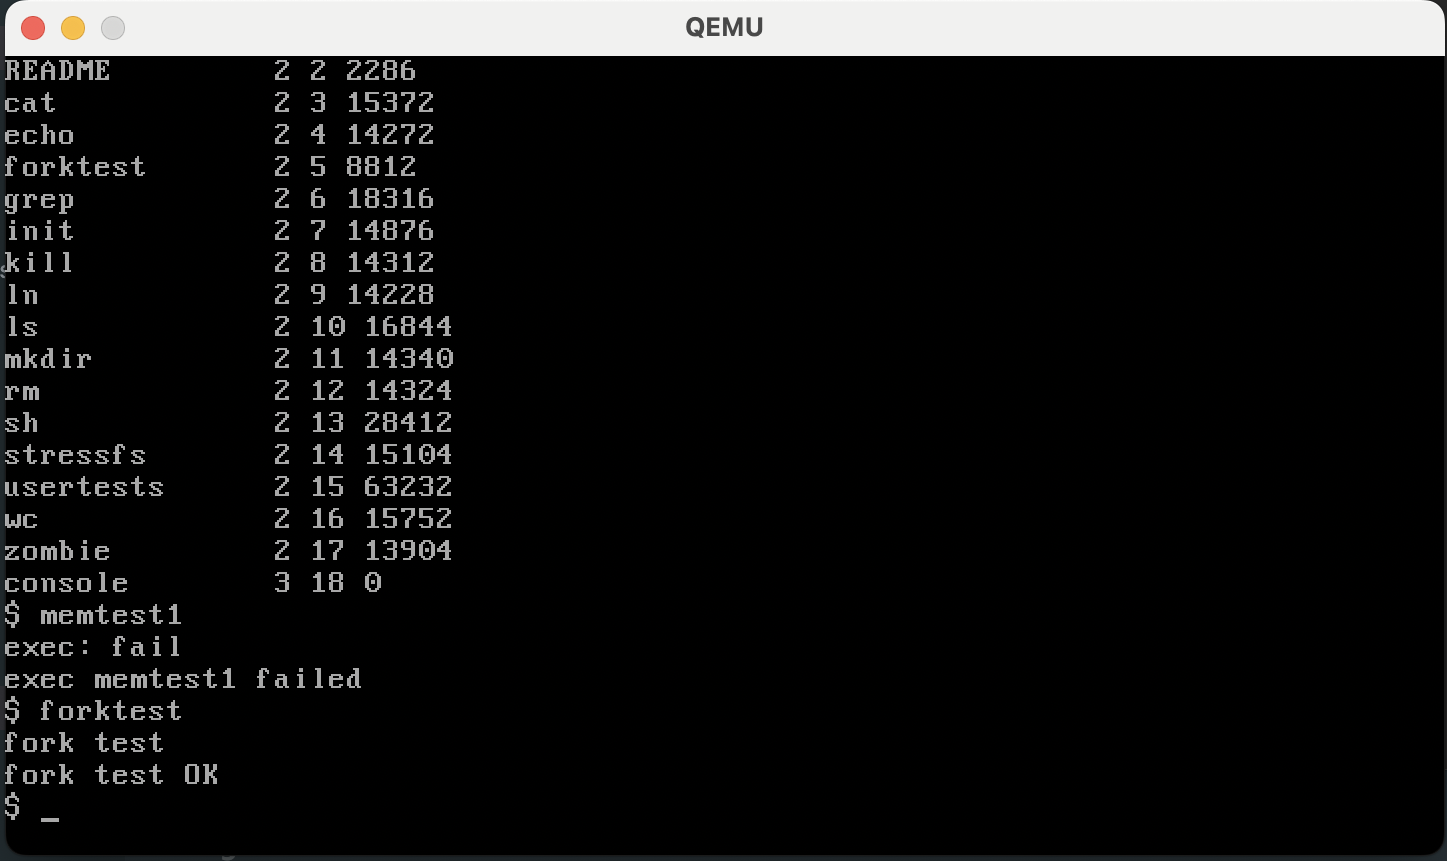 QEMU
README 2 2 2286
cat 2 3 15372
echo 2 4 14272
forktest 2 5 8812
grep 2 6 18316
init 2 7 14876
kill 2 8 14312
ln 2 9 14228
ls 2 10 16844
mkdir 2 11 14340
rm 2 12 14324
sh 2 13 28412
stressfs 2 14 15104
usertests 2 15 63232
wc 2 16 15752
zombie 2 17 13904
console 3 18 0
$ memtest1
exec: fail
exec memtest1 failed
$ forktest
fork test
fork test OK
$ _